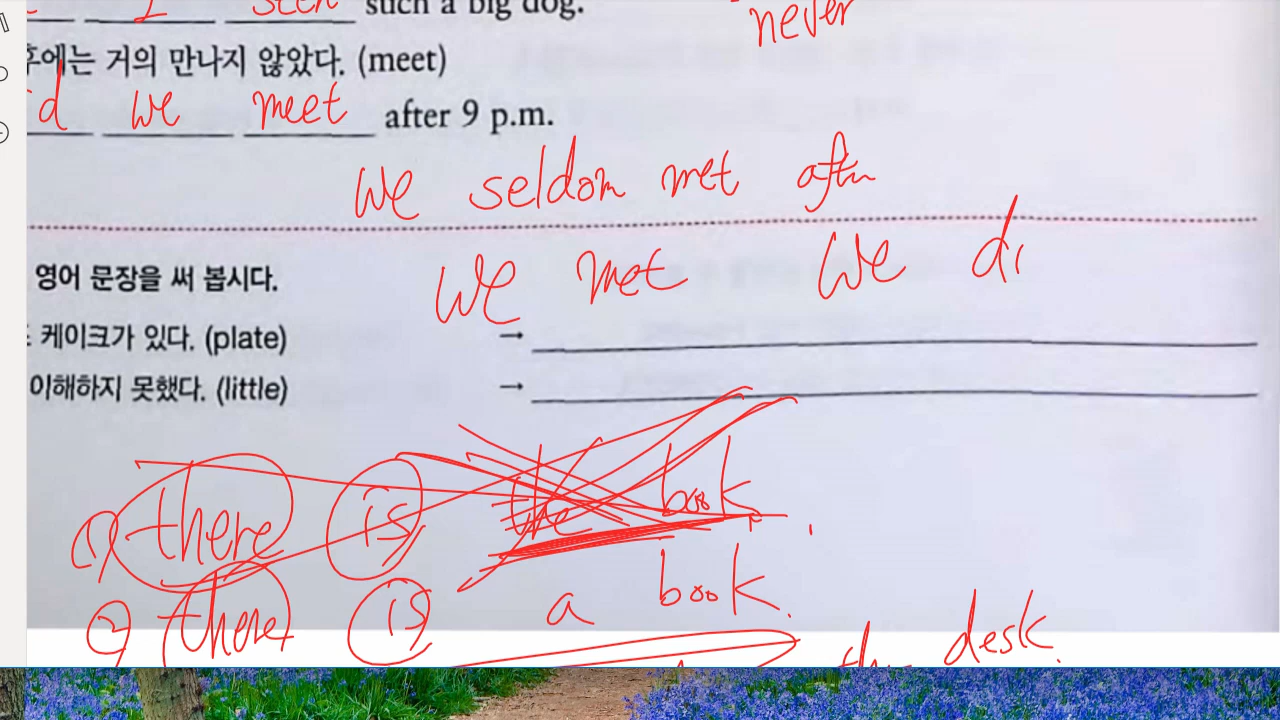 I seen such a big dog.
never
후에는 거의 만나지 않았다. (meet)
d we meet after 9 p.m.
We seldom met
We met We di
영어 문장을 써 봅시다.
케이크가 있다. (plate) →
이해하지 못했다. (little) →
1) there is the book.
2) there is a book.
desk.